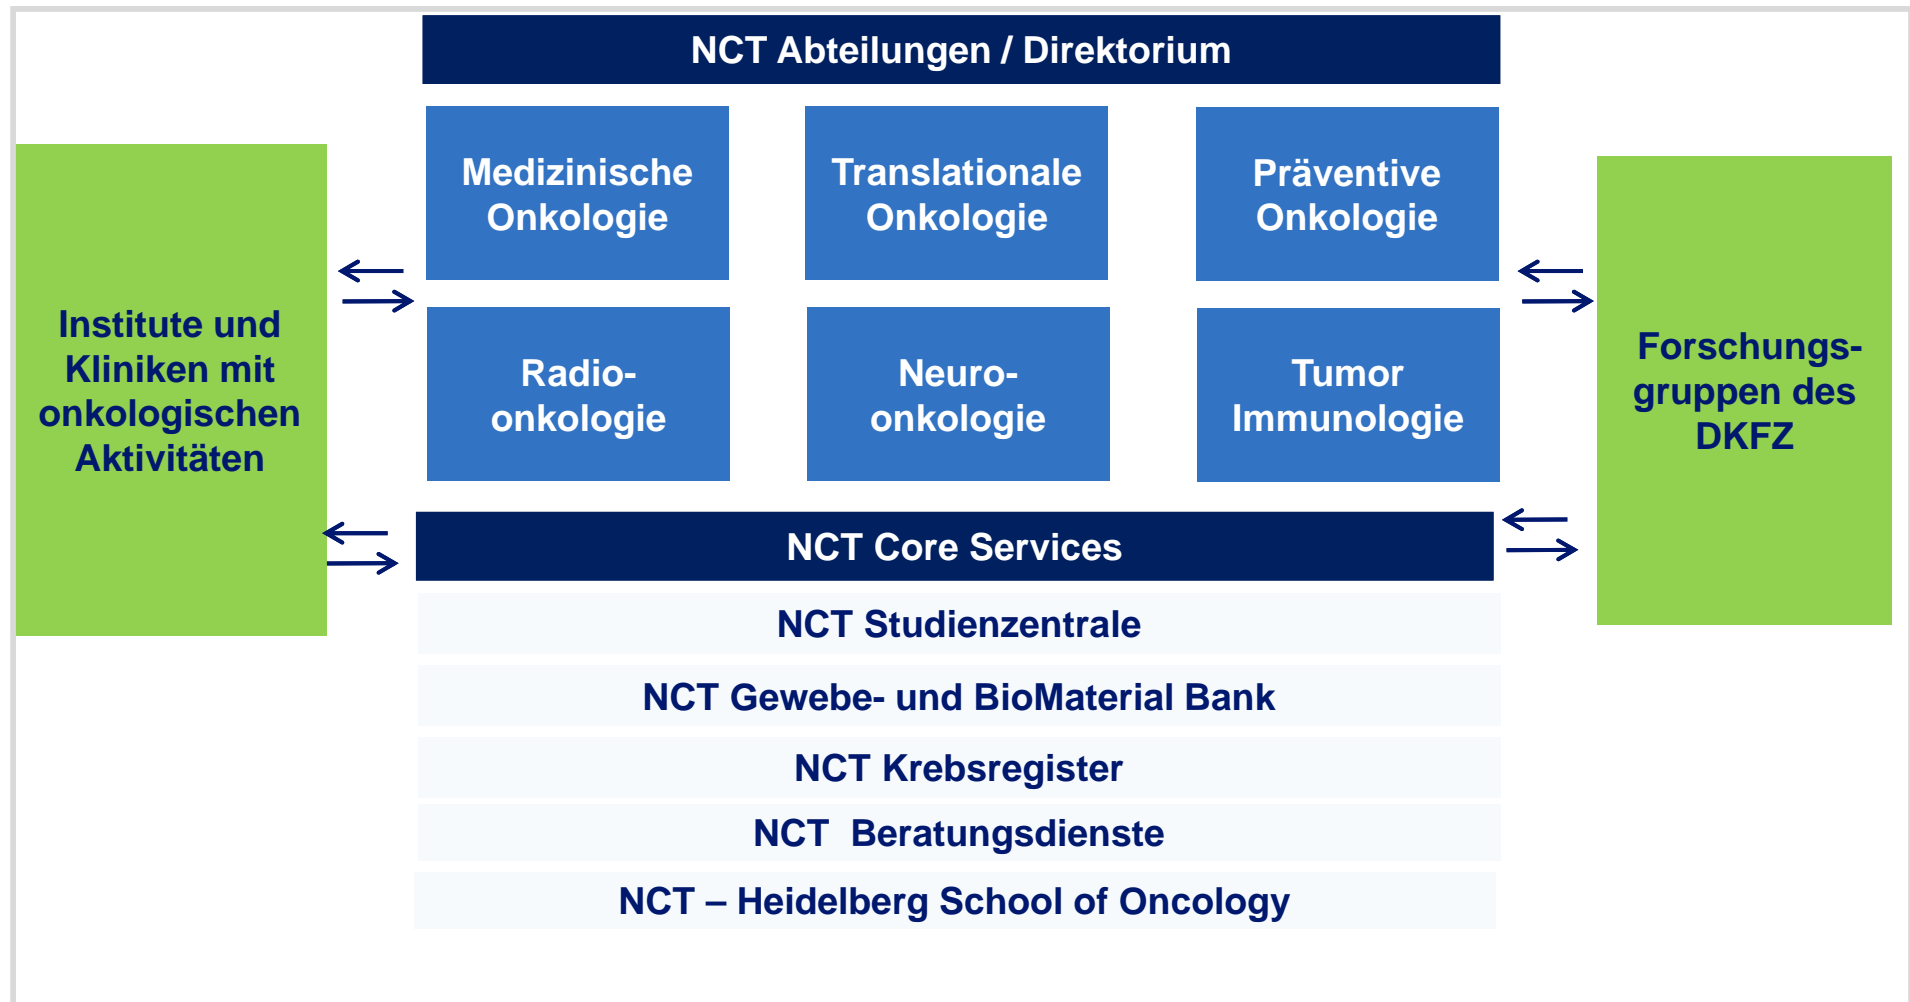 NCT Abteilungen / Direktorium
Medizinische
Onkologie
Translationale
Onkologie
Präventive
Onkologie
Institute und
Kliniken mit
onkologischen
Aktivitäten
Radio-
onkologie
Neuro-
onkologie
Tumor
Immunologie
Forschungs-
gruppen des
DKFZ
NCT Core Services
NCT Studienzentrale
NCT Gewebe- und BioMaterial Bank
NCT Krebsregister
NCT  Beratungsdienste
NCT – Heidelberg School of Oncology